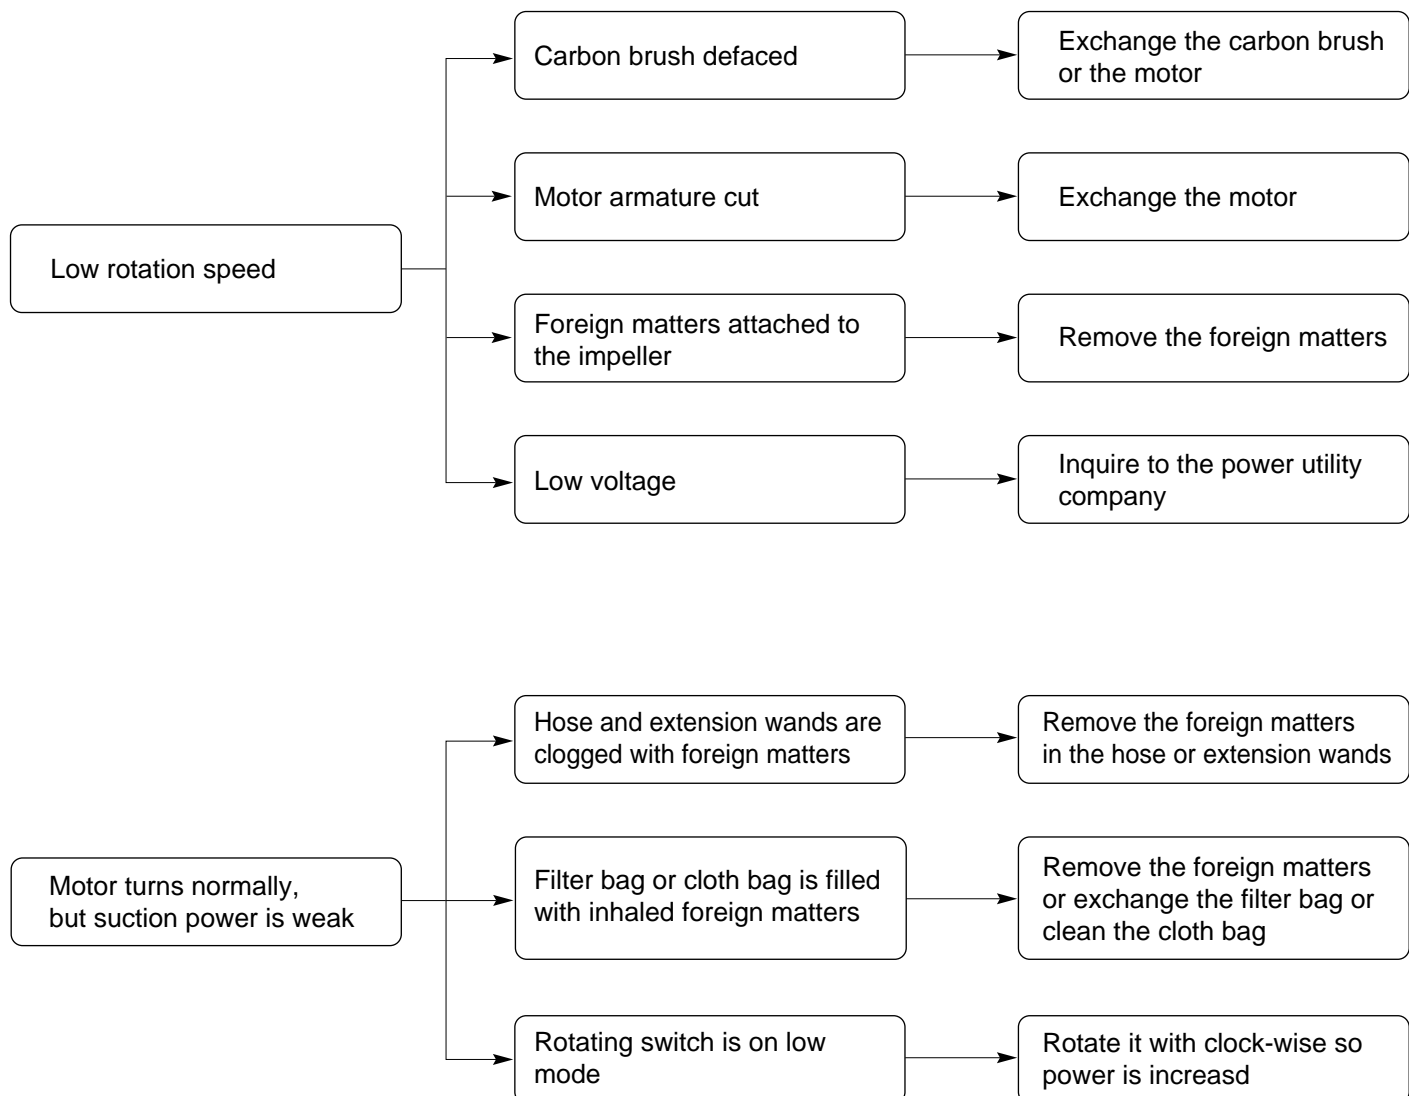 Low rotation speed
Carbon brush defaced
Exchange the carbon brush
or the motor
Motor armature cut
Exchange the motor
Foreign matters attached to
the impeller
Remove the foreign matters
Low voltage
Inquire to the power utility
company
Motor turns normally,
but suction power is weak
Hose and extension wands are
clogged with foreign matters
Remove the foreign matters
in the hose or extension wands
Filter bag or cloth bag is filled
with inhaled foreign matters
Remove the foreign matters
or exchange the filter bag or
clean the cloth bag
Rotating switch is on low
mode
Rotate it with clock-wise so
power is increasd